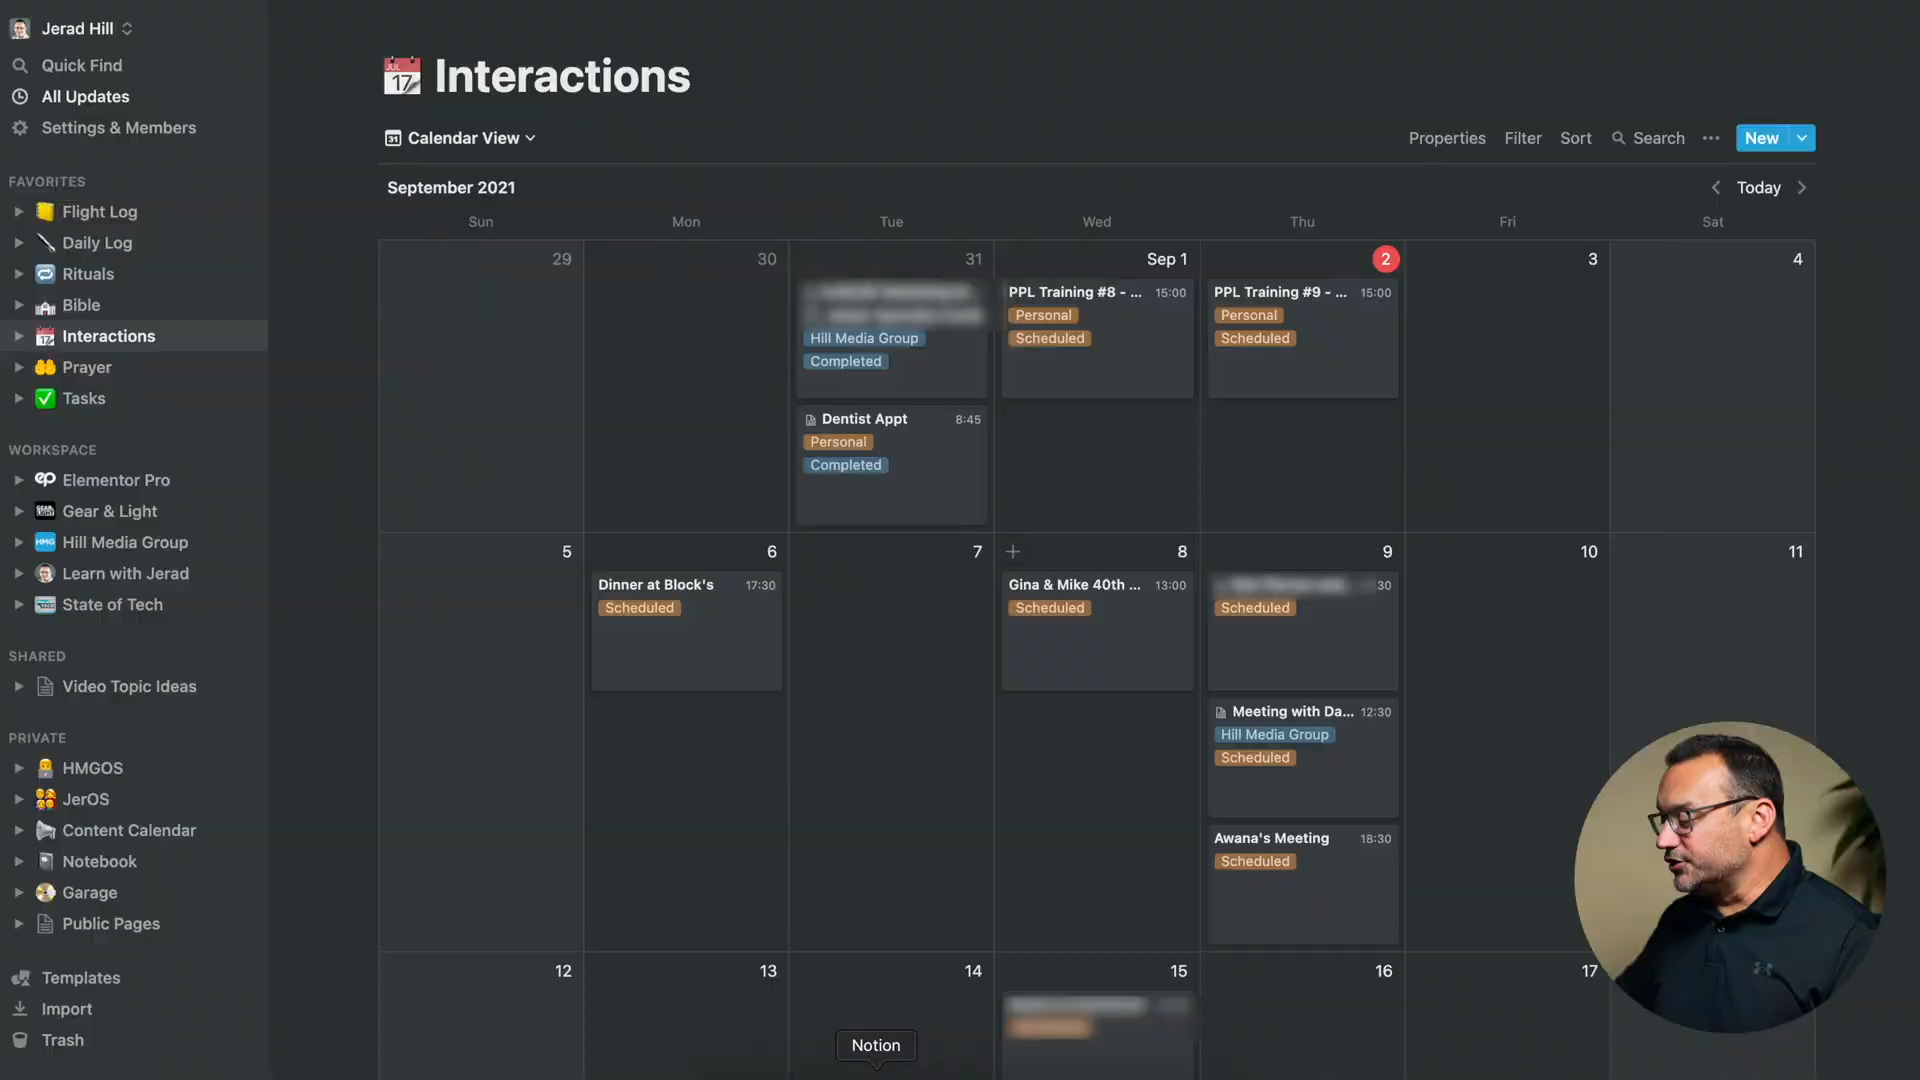 Jerad Hill
Quick Find
All Updates
Settings & Members
FAVORITES
Flight Log
Daily Log
Rituals
Bible
Interactions
Prayer
Tasks
WORKSPACE
Elementor Pro
Gear & Light
Hill Media Group
Learn with Jerad
State of Tech
SHARED
Video Topic Ideas
PRIVATE
HMGOS
JerOS
Content Calendar
Notebook
Garage
Public Pages
Templates
Import
Trash
JUL
17
Interactions
31 Calendar View
Properties Filter Sort Search ... New
September 2021
Today
Sun Mon Tue Wed Thu Fri Sat
29 30 31 Sep 1 2 3 4
Hill Media Group
Completed
Dentist Appt 8:45
Personal
Completed
PPL Training #8 - ... 15:00
Personal
Scheduled
PPL Training #9 - ... 15:00
Personal
Scheduled
5 6 7 8 9 10 11
Dinner at Block's 17:30
Scheduled
Gina & Mike 40th ... 13:00
Scheduled
30
Scheduled
Meeting with Da... 12:30
Hill Media Group
Scheduled
Awana's Meeting 18:30
Scheduled
12 13 14 15 16 17
Notion